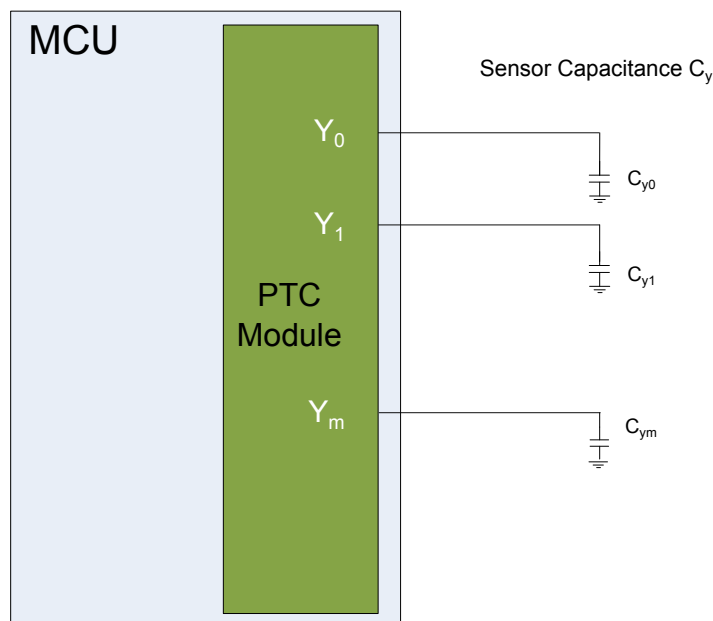 MCU
Sensor Capacitance Cy
Y0
Cy0
Y1
Cy1
PTC
Module
Ym
Cym